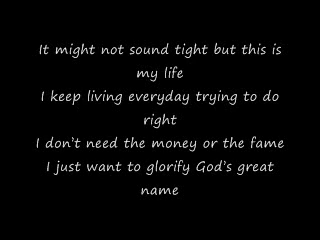 It might not sound tight but this is
my life
I keep living everyday trying to do
right
I don't need the money or the fame
I just want to glorify God's great
name